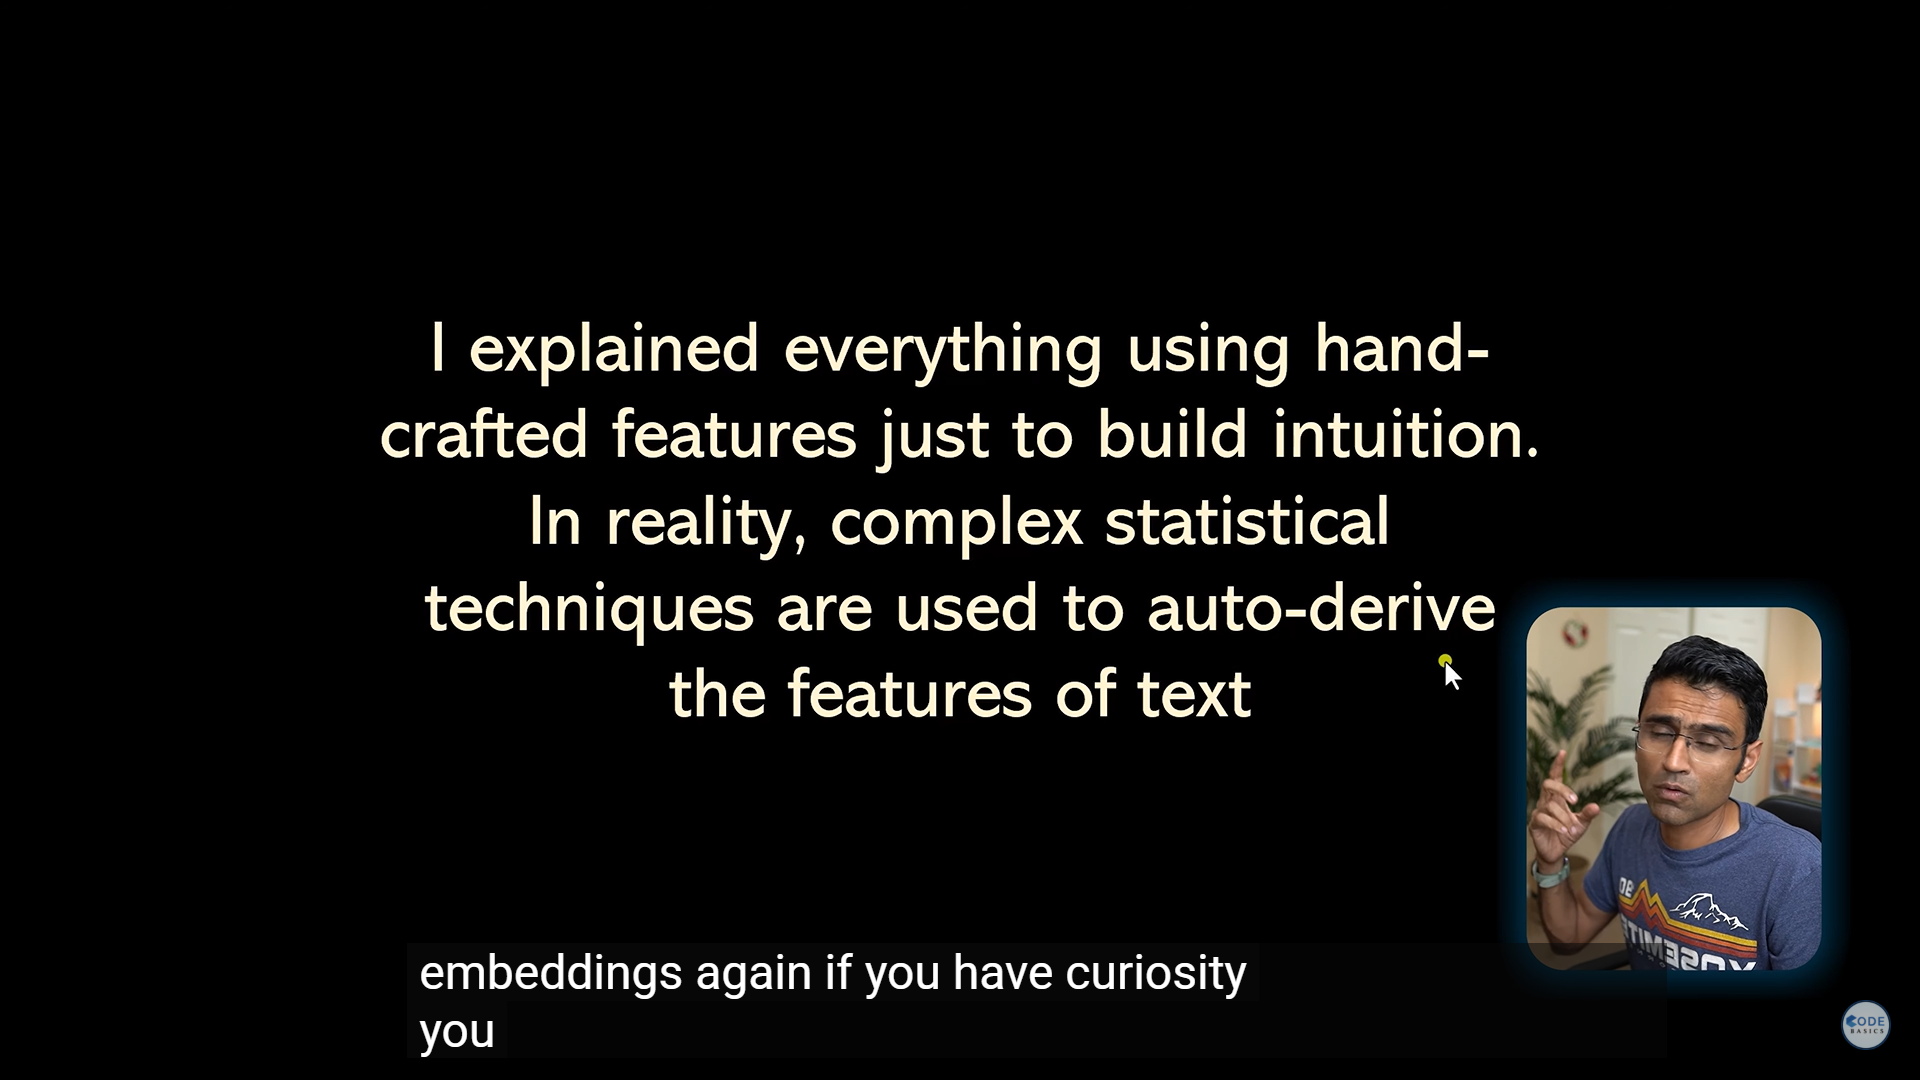 I explained everything using hand-
crafted features just to build intuition.
In reality, complex statistical
techniques are used to auto-derive
the features of text
embeddings again if you have curiosity
you
YOSEMITE
CODE
BASICS